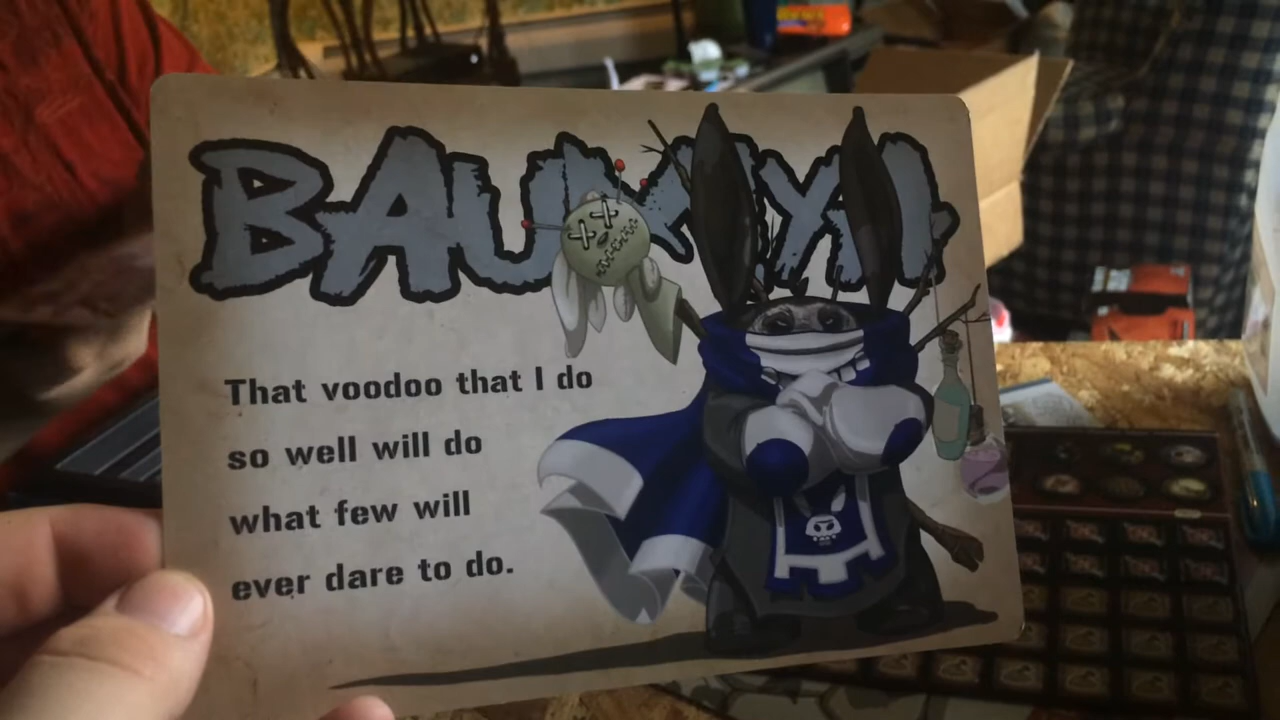 That voodoo that I do
so well will do
what few will
ever dare to do.